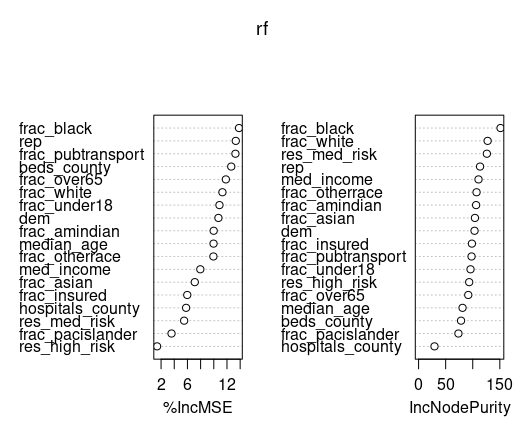 rf
frac_black
rep
frac_pubtransport
beds_county
frac_over65
frac_white
frac_under18
dem
frac_amindian
median_age
frac_otherrace
med_income
frac_asian
frac_insured
hospitals_county
res_med_risk
frac_pacislander
res_high_risk
2 6 12
%IncMSE
frac_black
frac_white
res_med_risk
rep
med_income
frac_otherrace
frac_amindian
frac_asian
dem
frac_insured
frac_pubtransport
frac_under18
res_high_risk
frac_over65
median_age
beds_county
frac_pacislander
hospitals_county
0 50 150
IncNodePurity